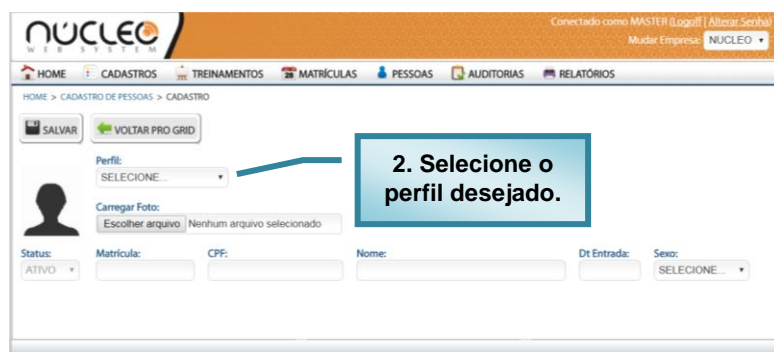 NÚCLEO
WEB SYSTEM
Conectado como MASTER (Logoff | Alterar Senha)
Mudar Empresa: NUCLEO
HOME CADASTROS TREINAMENTOS MATRÍCULAS PESSOAS AUDITORIAS RELATÓRIOS
HOME > CADASTRO DE PESSOAS > CADASTRO
SALVAR VOLTAR PRO GRID
Perfil:
SELECIONE...
2. Selecione o
perfil desejado.
Carregar Foto:
Escolher arquivo Nenhum arquivo selecionado
Status: Matrícula: CPF: Nome: Dt Entrada: Sexo:
ATIVO SELECIONE...